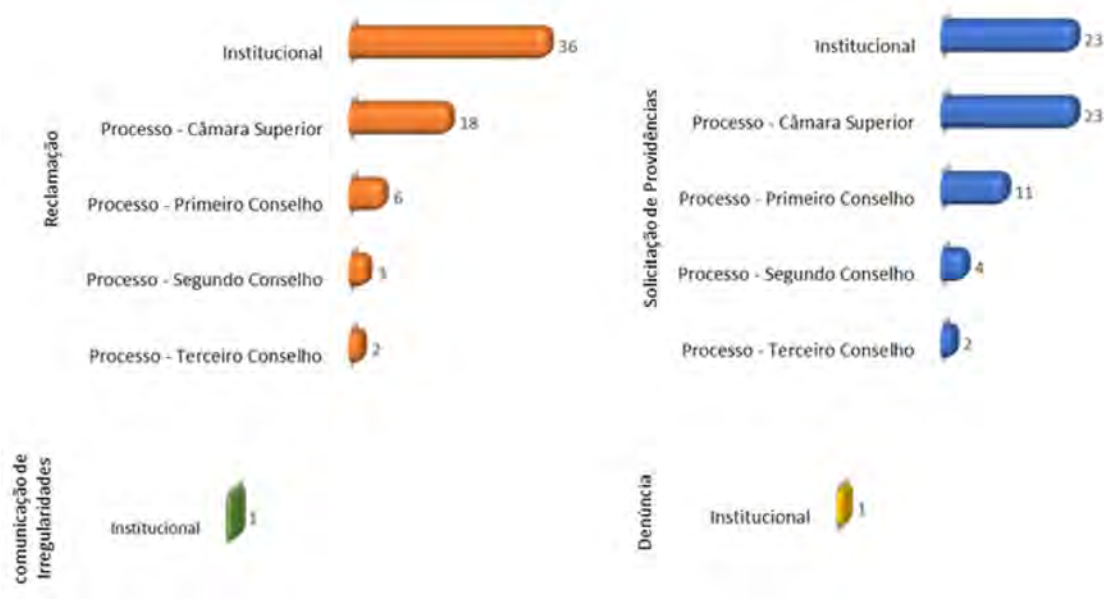 Reclamação
Institucional 36
Processo - Câmara Superior 18
Processo - Primeiro Conselho 6
Processo - Segundo Conselho 3
Processo - Terceiro Conselho 2
Solicitação de Providências
Institucional 23
Processo - Câmara Superior 23
Processo - Primeiro Conselho 11
Processo - Segundo Conselho 4
Processo - Terceiro Conselho 2
comunicação de
Irregularidades
Institucional 1
Denúncia
Institucional 1